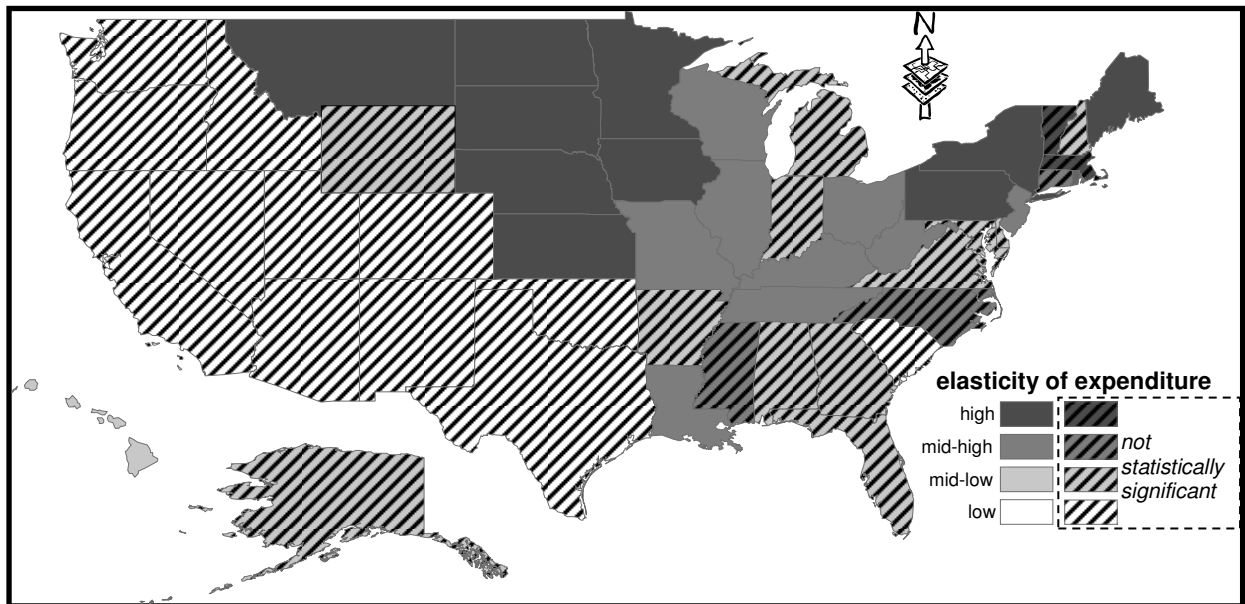 N
elasticity of expenditure
high
mid-high
mid-low
low
not
statistically
significant